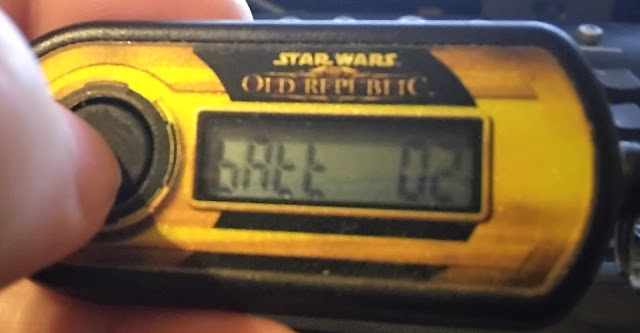 STAR WARS
OLD REPUBLIC
bAtt 02